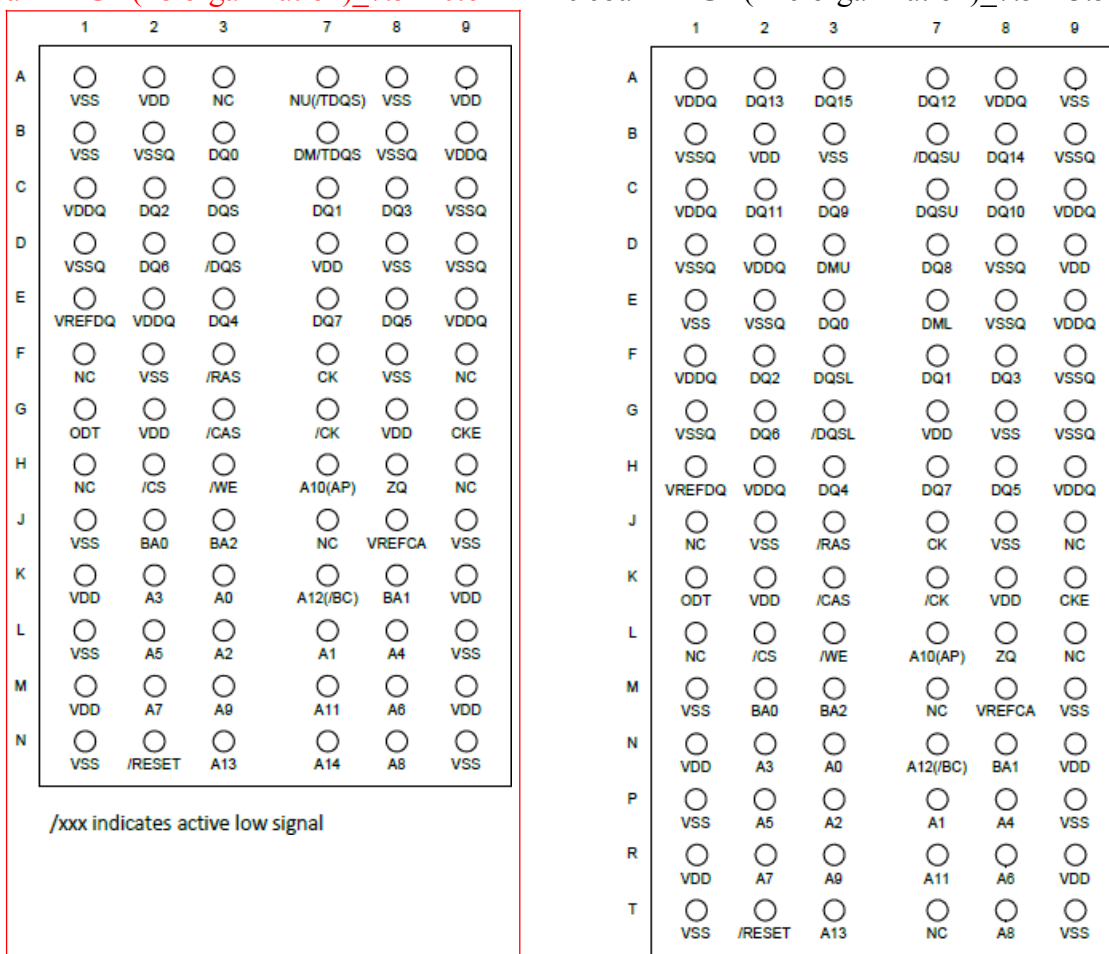 1 2 3 7 8 9
A
VSS VDD NC NU(/TDQS) VSS VDD
B
VSS VSSQ DQ0 DM/TDQS VSSQ VDDQ
C
VDDQ DQ2 DQS DQ1 DQ3 VSSQ
D
VSSQ DQ6 /DQS VDD VSS VSSQ
E
VREFDQ VDDQ DQ4 DQ7 DQ5 VDDQ
F
NC VSS /RAS CK VSS NC
G
ODT VDD /CAS /CK VDD CKE
H
NC /CS /WE A10(AP) ZQ NC
J
VSS BA0 BA2 NC VREFCA VSS
K
VDD A3 A0 A12(/BC) BA1 VDD
L
VSS A5 A2 A1 A4 VSS
M
VDD A7 A9 A11 A6 VDD
N
VSS /RESET A13 A14 A8 VSS
/xxx indicates active low signal
1 2 3 7 8 9
A
VDDQ DQ13 DQ15 DQ12 VDDQ VSS
B
VSSQ VDD VSS /DQSU DQ14 VSSQ
C
VDDQ DQ11 DQ9 DQSU DQ10 VDDQ
D
VSSQ VDDQ DMU DQ8 VSSQ VDD
E
VSS VSSQ DQ0 DML VSSQ VDDQ
F
VDDQ DQ2 DQSL DQ1 DQ3 VSSQ
G
VSSQ DQ6 /DQSL VDD VSS VSSQ
H
VREFDQ VDDQ DQ4 DQ7 DQ5 VDDQ
J
NC VSS /RAS CK VSS NC
K
ODT VDD /CAS /CK VDD CKE
L
NC /CS /WE A10(AP) ZQ NC
M
VSS BA0 BA2 NC VREFCA VSS
N
VDD A3 A0 A12(/BC) BA1 VDD
P
VSS A5 A2 A1 A4 VSS
R
VDD A7 A9 A11 A6 VDD
T
VSS /RESET A13 NC A8 VSS